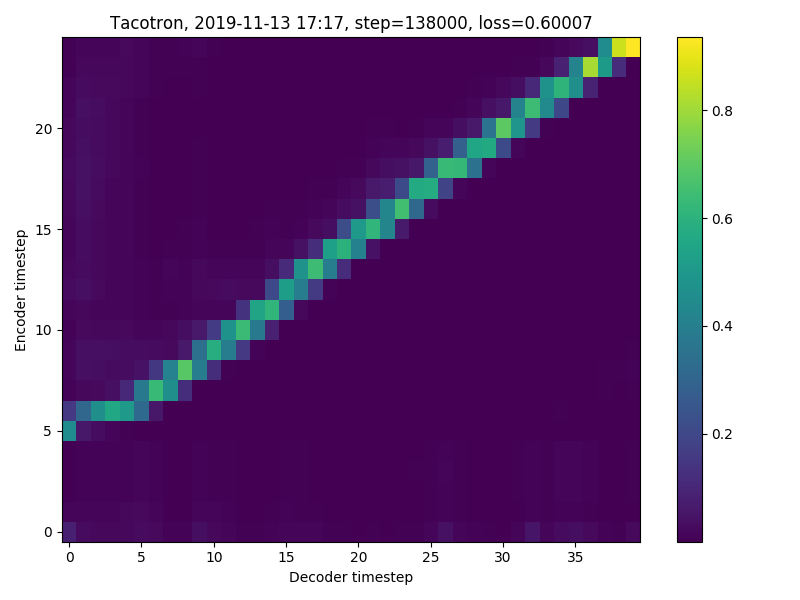 Tacotron, 2019-11-13 17:17, step=138000, loss=0.60007
Encoder timestep
20
15
10
5
0
0 5 10 15 20 25 30 35
Decoder timestep
0.8
0.6
0.4
0.2